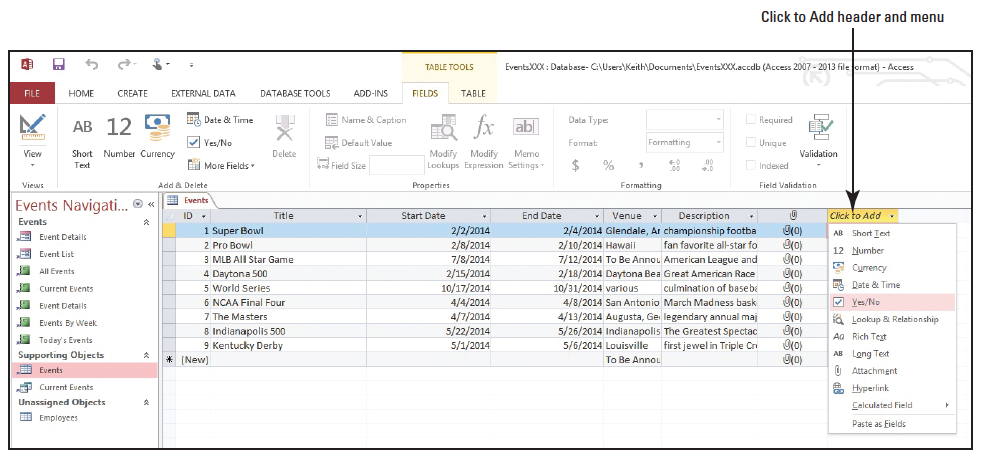 Click to Add header and menu
TABLE TOOLS
EventsXXX : Database- C:\Users\Keith\Documents\EventsXXX.accdb (Access 2007 - 2013 file format) - Access
FILE HOME CREATE EXTERNAL DATA DATABASE TOOLS ADD-INS FIELDS TABLE
View
Views
AB
Short Text
12
Number
Currency
Date & Time
Yes/No
More Fields
Delete
Add & Delete
Name & Caption
Default Value
Field Size
Modify Lookups
fx
Modify Expression
ab
Memo Settings
Properties
Data Type:
Format: Formatting
$ % , .00
Formatting
Required
Unique
Indexed
Validation
Field Validation
Events Navigati... «
Events
Event Details
Event List
All Events
Current Events
Event Details
Events By Week
Today's Events
Supporting Objects
Events
Current Events
Unassigned Objects
Employees
Events
ID Title Start Date End Date Venue Description Click to Add
1 Super Bowl 2/2/2014 2/4/2014 Glendale, Ar championship footba (0)
2 Pro Bowl 2/8/2014 2/10/2014 Hawaii fan favorite all-star fo (0)
3 MLB All Star Game 7/8/2014 7/12/2014 To Be Annou American League and (0)
4 Daytona 500 2/15/2014 2/18/2014 Daytona Bea Great American Race (0)
5 World Series 10/17/2014 10/31/2014 various culmination of baseba (0)
6 NCAA Final Four 4/4/2014 4/8/2014 San Antonio March Madness bask (0)
7 The Masters 4/7/2014 4/13/2014 Augusta, Geo legendary annual maj (0)
8 Indianapolis 500 5/22/2014 5/26/2014 Indianapolis The Greatest Spectac (0)
9 Kentucky Derby 5/1/2014 5/6/2014 Louisville first jewel in Triple Cr (0)
* (New) To Be Annou (0)
AB Short Text
12 Number
Currency
Date & Time
Yes/No
Lookup & Relationship
Aa Rich Text
AB Long Text
Attachment
Hyperlink
Calculated Field
Paste as Fields